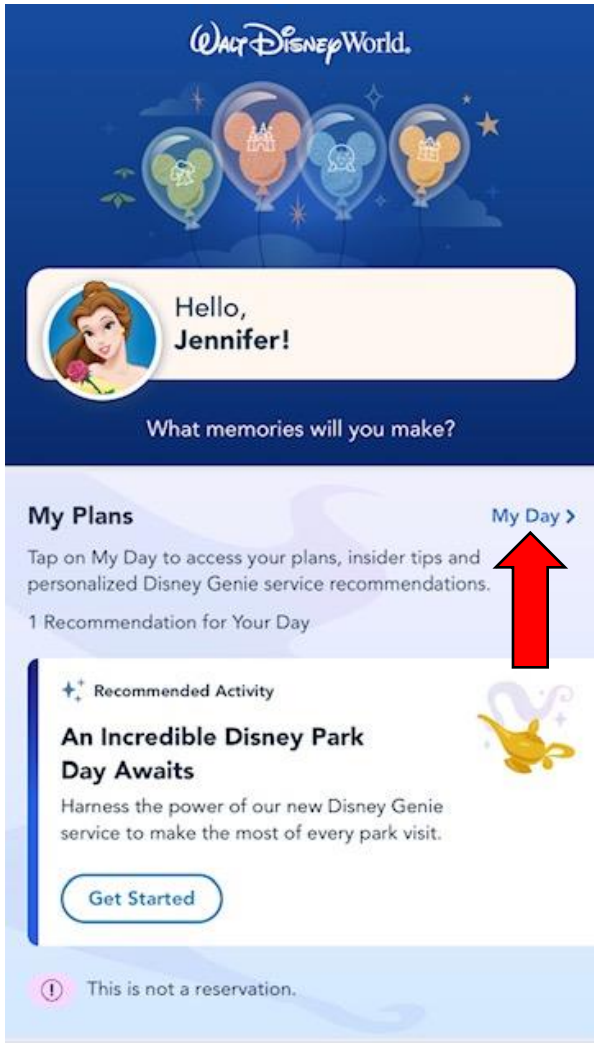 Walt Disney World.
Hello,
Jennifer!
What memories will you make?
My Plans
My Day >
Tap on My Day to access your plans, insider tips and
personalized Disney Genie service recommendations.
1 Recommendation for Your Day
Recommended Activity
An Incredible Disney Park
Day Awaits
Harness the power of our new Disney Genie
service to make the most of every park visit.
Get Started
This is not a reservation.